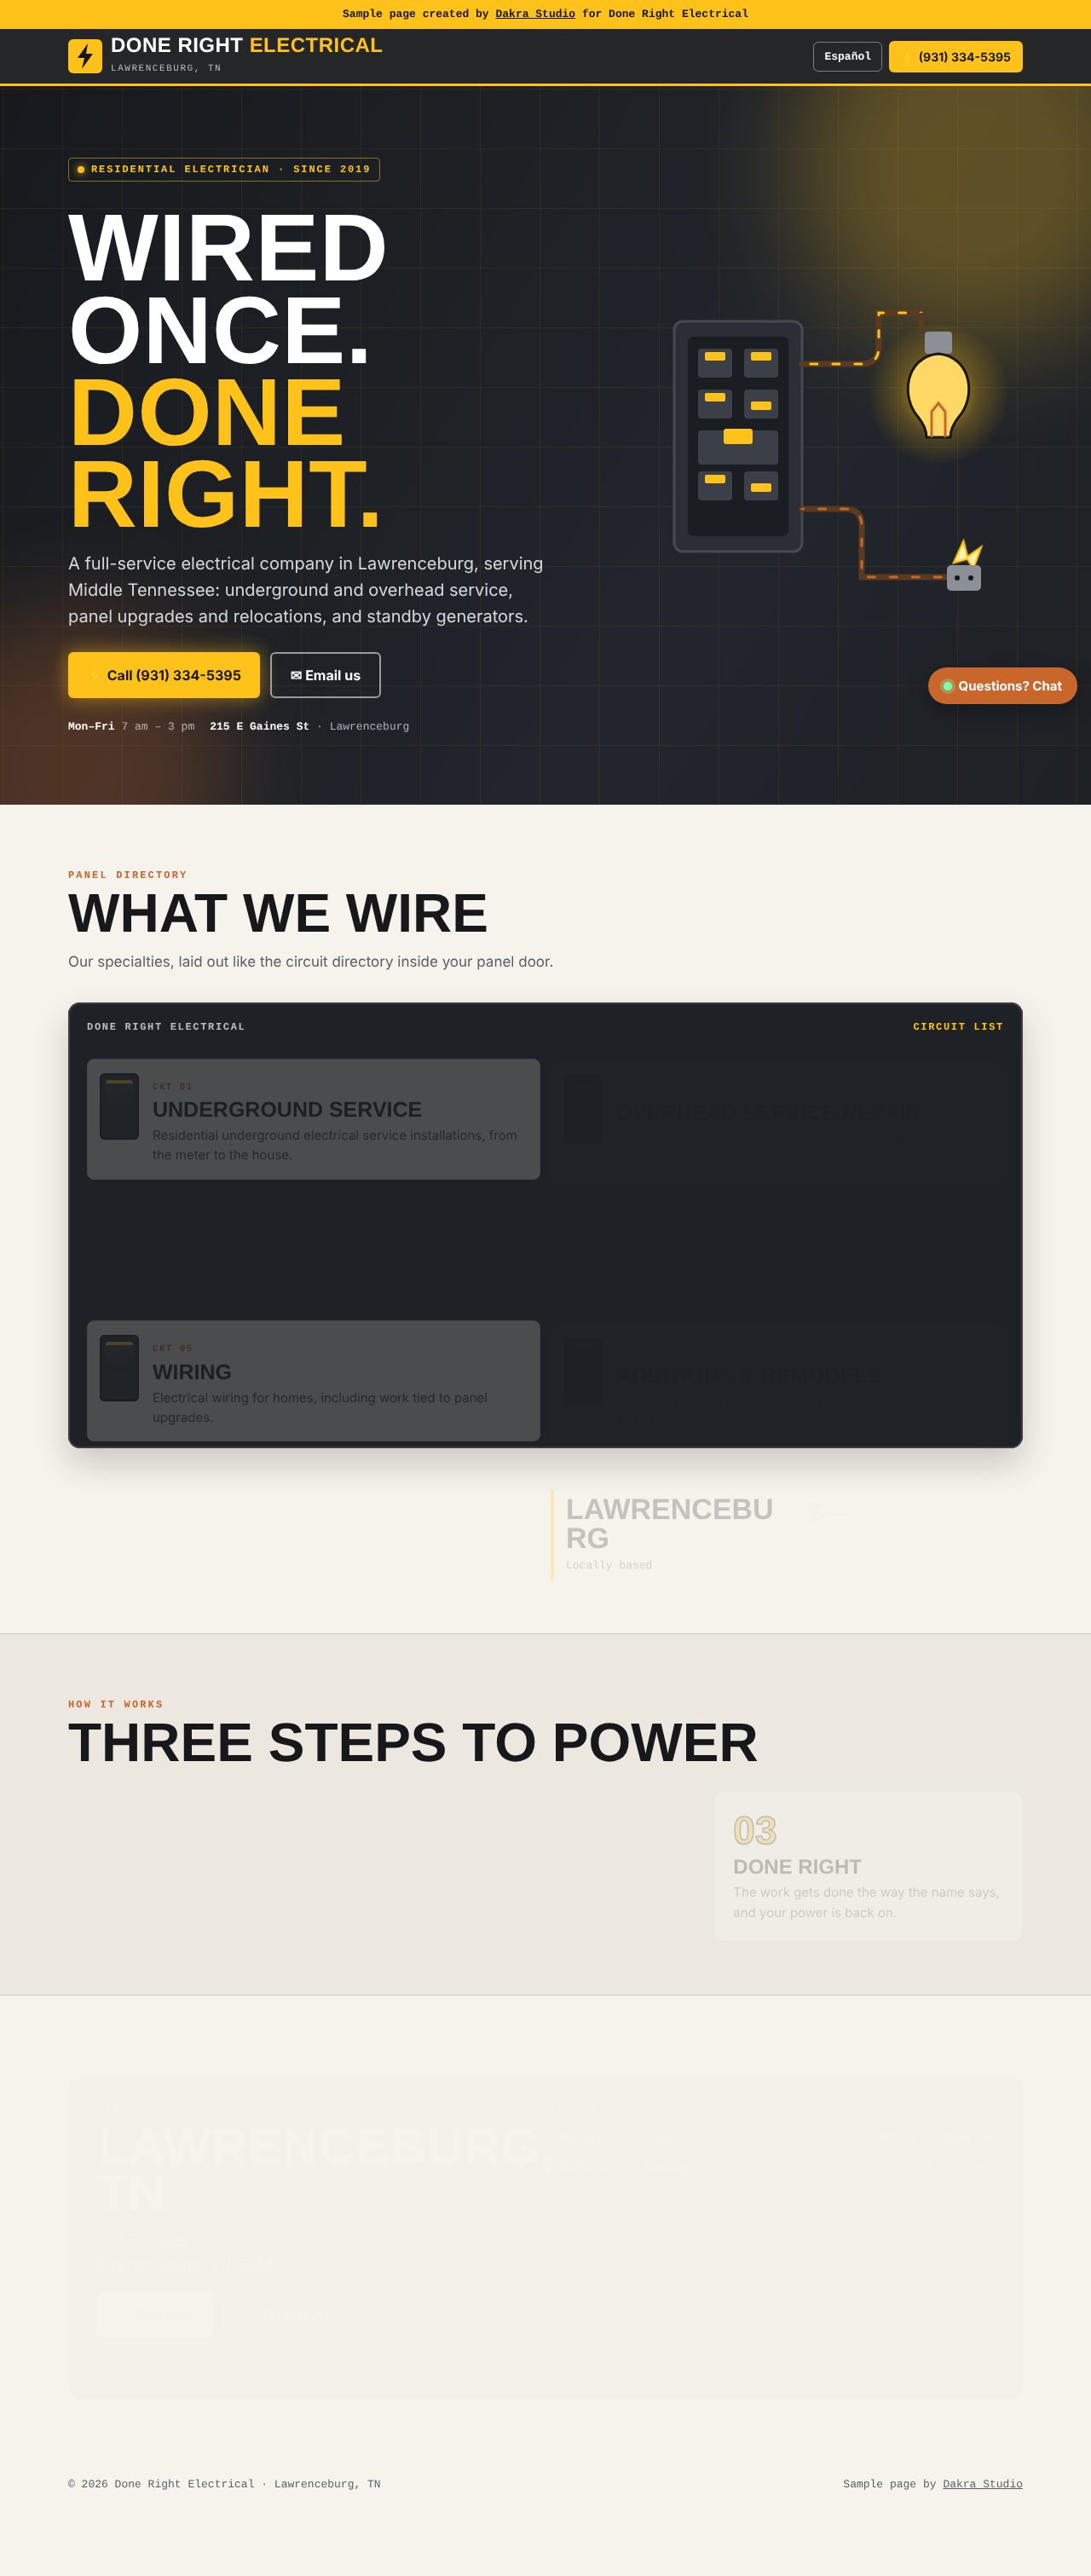 Sample page created by Dakra Studio for Done Right Electrical
DONE RIGHT ELECTRICAL
LAWRENCEBURG, TN
Español
⚡ (931) 334-5395
RESIDENTIAL ELECTRICIAN · SINCE 2019
WIRED
ONCE.
DONE
RIGHT.
A full-service electrical company in Lawrenceburg, serving
Middle Tennessee: underground and overhead service,
panel upgrades and relocations, and standby generators.
⚡ Call (931) 334-5395
✉ Email us
Mon–Fri 7 am – 3 pm 215 E Gaines St · Lawrenceburg
Questions? Chat
PANEL DIRECTORY
WHAT WE WIRE
Our specialties, laid out like the circuit directory inside your panel door.
DONE RIGHT ELECTRICAL
CIRCUIT LIST
CKT 01
UNDERGROUND SERVICE
Residential underground electrical service installations, from
the meter to the house.
OVERHEAD SERVICE REPAIR
CKT 05
WIRING
Electrical wiring for homes, including work tied to panel
upgrades.
ADDITIONS & REMODELS
LAWRENCEBU
RG
Locally based
HOW IT WORKS
THREE STEPS TO POWER
03
DONE RIGHT
The work gets done the way the name says,
and your power is back on.
LAWRENCEBURG,
TN
© 2026 Done Right Electrical · Lawrenceburg, TN
Sample page by Dakra Studio